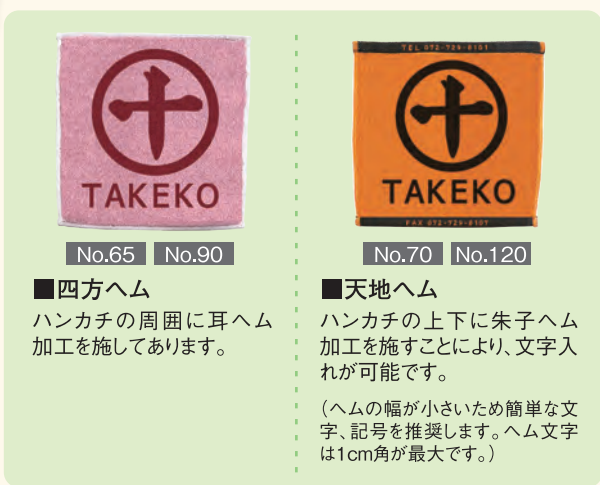 十
TAKEKO
No.65 No.90
■四方ヘム
ハンカチの周囲に耳ヘム
加工を施してあります。
TEL 072-729-8101
十
TAKEKO
FAX 072-729-8107
No.70 No.120
■天地ヘム
ハンカチの上下に朱子ヘム
加工を施すことにより、文字入
れが可能です。
（ヘムの幅が小さいため簡単な文
字、記号を推奨します。ヘム文字
は1cm角が最大です。）